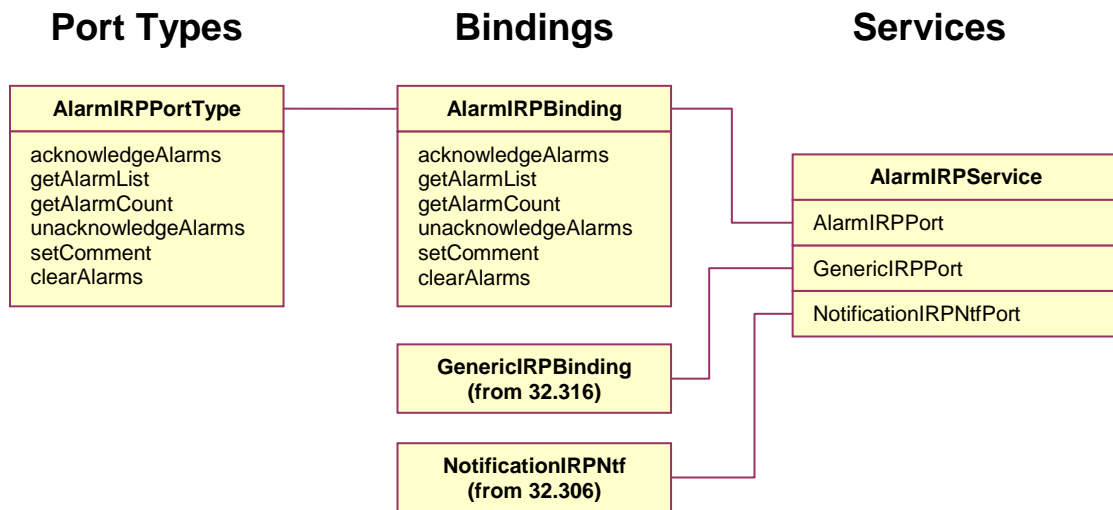 Port Types
Bindings
Services
AlarmIRPPortType
acknowledgeAlarms
getAlarmList
getAlarmCount
unacknowledgeAlarms
setComment
clearAlarms
AlarmIRPBinding
acknowledgeAlarms
getAlarmList
getAlarmCount
unacknowledgeAlarms
setComment
clearAlarms
GenericIRPBinding
(from 32.316)
NotificationIRPNtf
(from 32.306)
AlarmIRPService
AlarmIRPPort
GenericIRPPort
NotificationIRPNtfPort